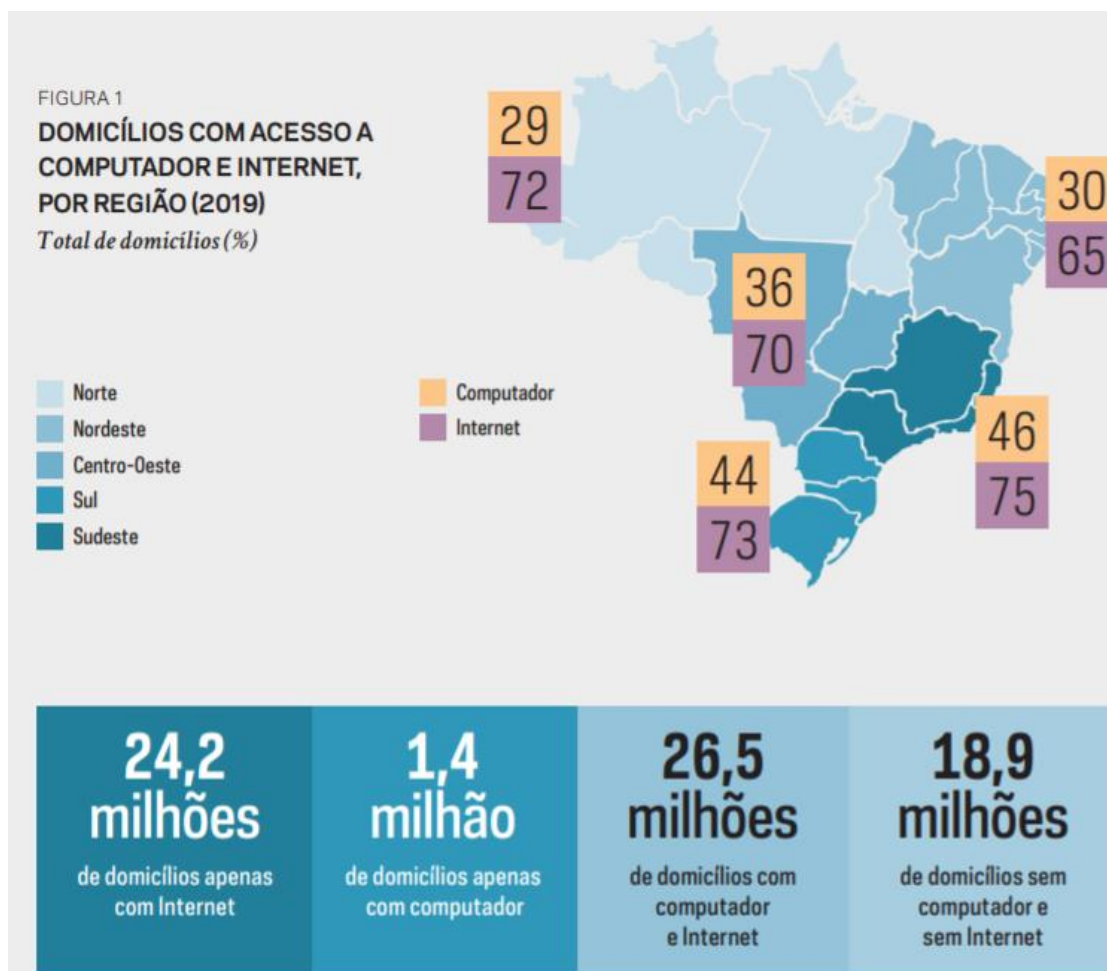 FIGURA 1
DOMICÍLIOS COM ACESSO A
COMPUTADOR E INTERNET,
POR REGIÃO (2019)
Total de domicílios (%)
29
72
30
65
36
70
46
75
44
73
Norte
Nordeste
Centro-Oeste
Sul
Sudeste
Computador
Internet
24,2
milhões
de domicílios apenas
com Internet
1,4
milhão
de domicílios apenas
com computador
26,5
milhões
de domicílios com
computador
e Internet
18,9
milhões
de domicílios sem
computador e
sem Internet